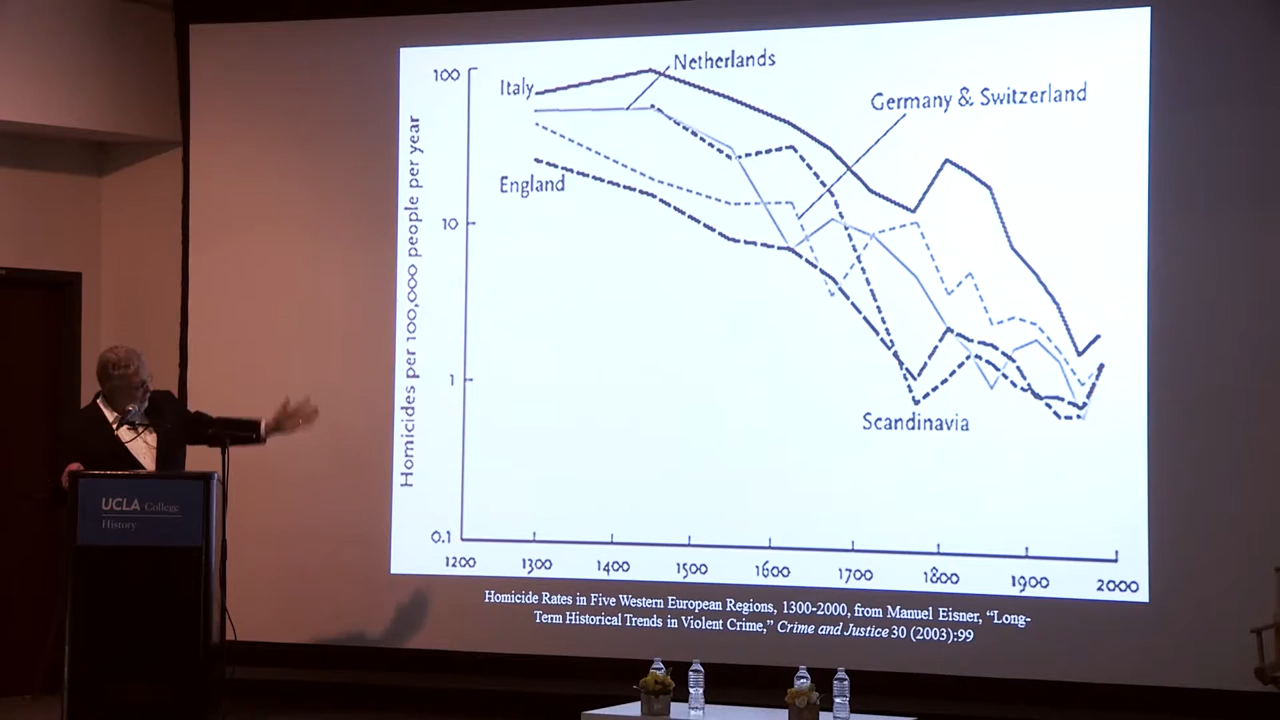 100
Netherlands
Italy
Germany & Switzerland
England
10
Homicides per 100,000 people per year
1
Scandinavia
0.1
1200 1300 1400 1500 1600 1700 1800 1900 2000
Homicide Rates in Five Western European Regions, 1300-2000, from Manuel Eisner, “Long-
Term Historical Trends in Violent Crime,” Crime and Justice 30 (2003):99
UCLA College
History